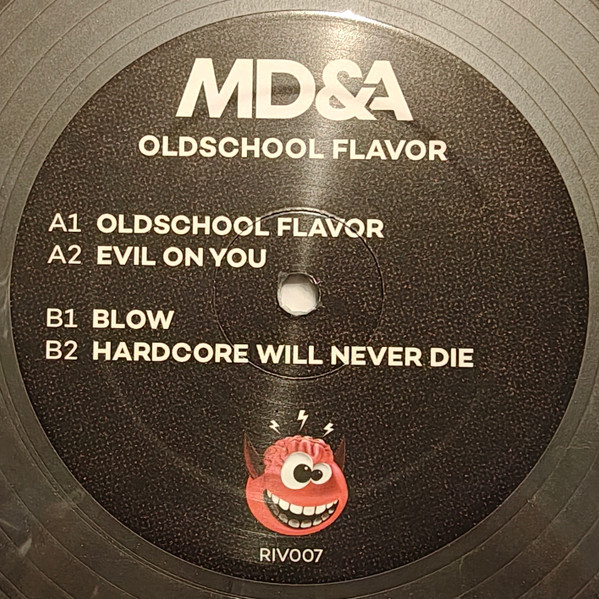 MD&A
OLDSCHOOL FLAVOR
A1 OLDSCHOOL FLAVOR
A2 EVIL ON YOU
B1 BLOW
B2 HARDCORE WILL NEVER DIE
RIV007